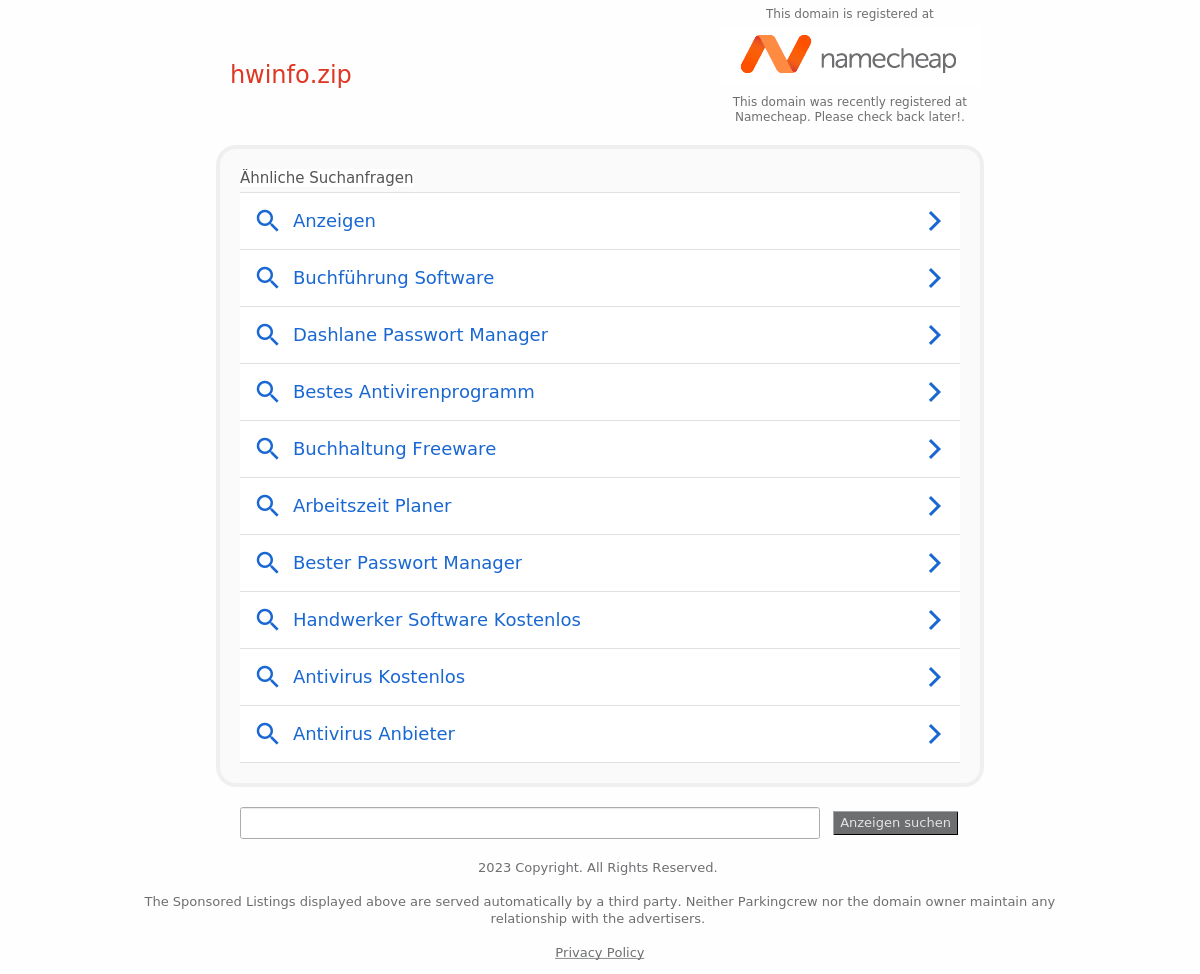 This domain is registered at
hwinfo.zip
namecheap
This domain was recently registered at
Namecheap. Please check back later!.
Ähnliche Suchanfragen
Anzeigen
Buchführung Software
Dashlane Passwort Manager
Bestes Antivirenprogramm
Buchhaltung Freeware
Arbeitszeit Planer
Bester Passwort Manager
Handwerker Software Kostenlos
Antivirus Kostenlos
Antivirus Anbieter
Anzeigen suchen
2023 Copyright. All Rights Reserved.
The Sponsored Listings displayed above are served automatically by a third party. Neither Parkingcrew nor the domain owner maintain any
relationship with the advertisers.
Privacy Policy